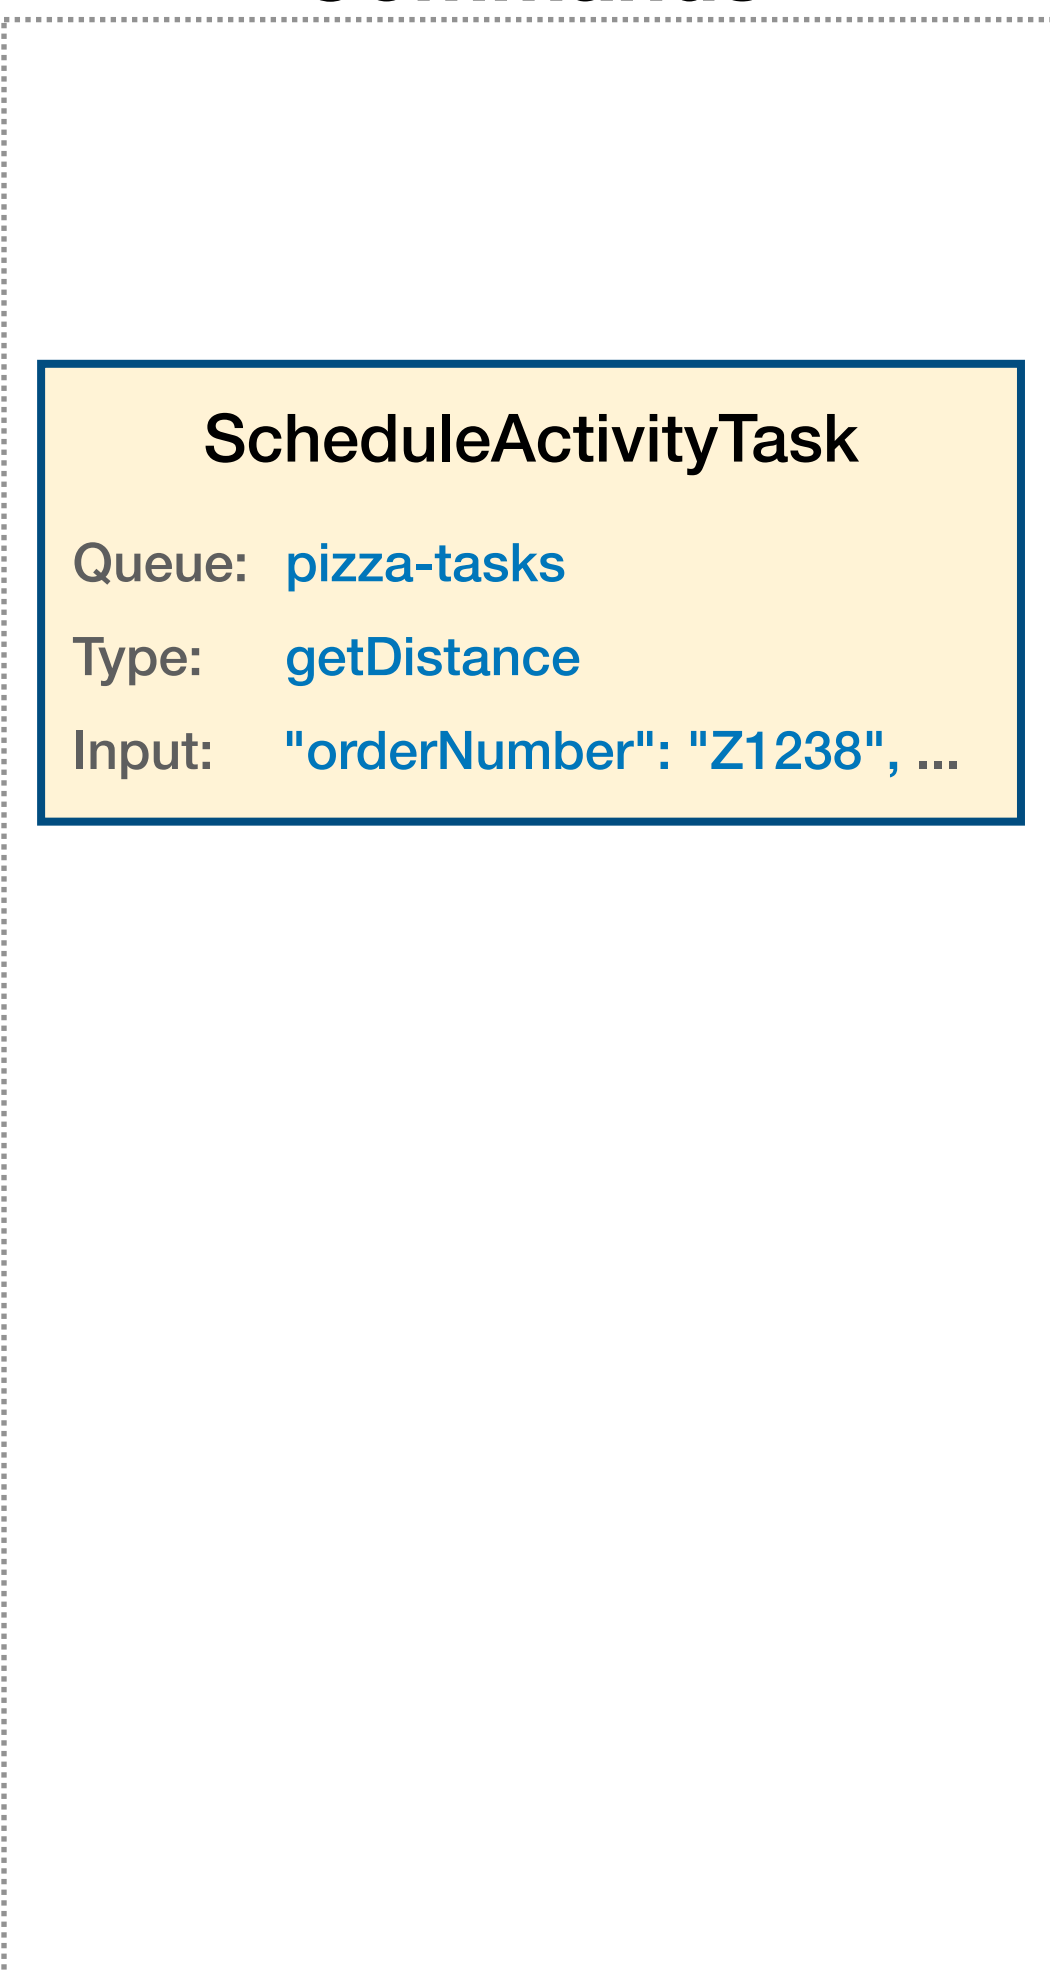 ScheduleActivityTask
Queue: pizza-tasks
Type: getDistance
Input: "orderNumber": "Z1238", ...